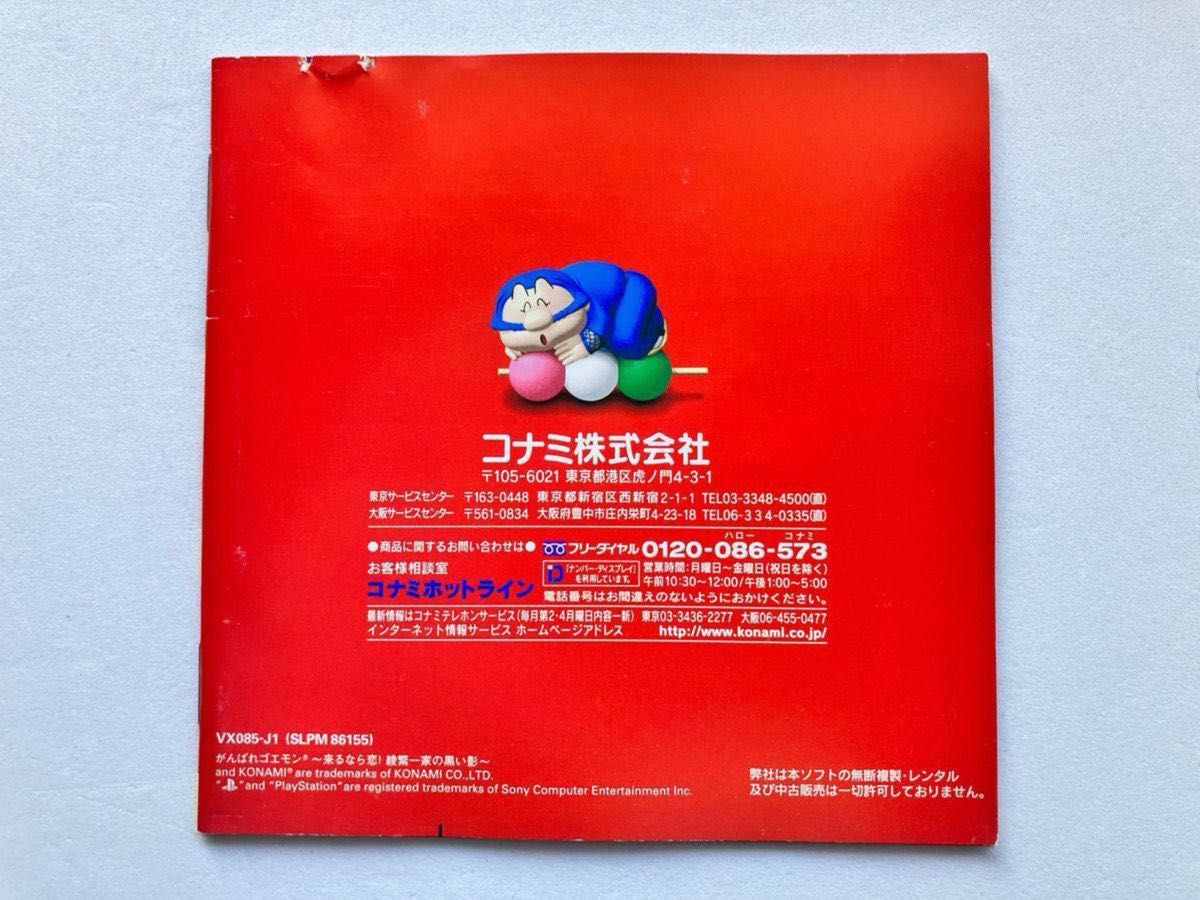 コナミ株式会社
〒105-6021 東京都港区虎ノ門4-3-1
東京サービスセンター 〒163-0448 東京都新宿区西新宿2-1-1 TEL03-3348-4500(直)
大阪サービスセンター 〒561-0834 大阪府豊中市庄内栄町4-23-18 TEL06-334-0335(直)
ハロー コナミ
●商品に関するお問い合わせは● フリーダイヤル 0120-086-573
お客様相談室
コナミホットライン
「ナンバー・ディスプレイ」
を利用しています。
営業時間:月曜日~金曜日(祝日を除く)
午前10:30~12:00/午後1:00~5:00
電話番号はお間違えのないようにおかけください。
最新情報はコナミテレホンサービス(毎月第2・4月曜日内容一新) 東京03-3436-2277 大阪06-455-0477
インターネット情報サービス ホームページアドレス http://www.konami.co.jp/
VX085-J1 (SLPM 86155)
がんばれゴエモン® ~来るなら恋! 綾繁一家の黒い影~
and KONAMI® are trademarks of KONAMI CO.,LTD.
" " and "PlayStation" are registered trademarks of Sony Computer Entertainment Inc.
弊社は本ソフトの無断複製・レンタル
及び中古販売は一切許可しておりません。